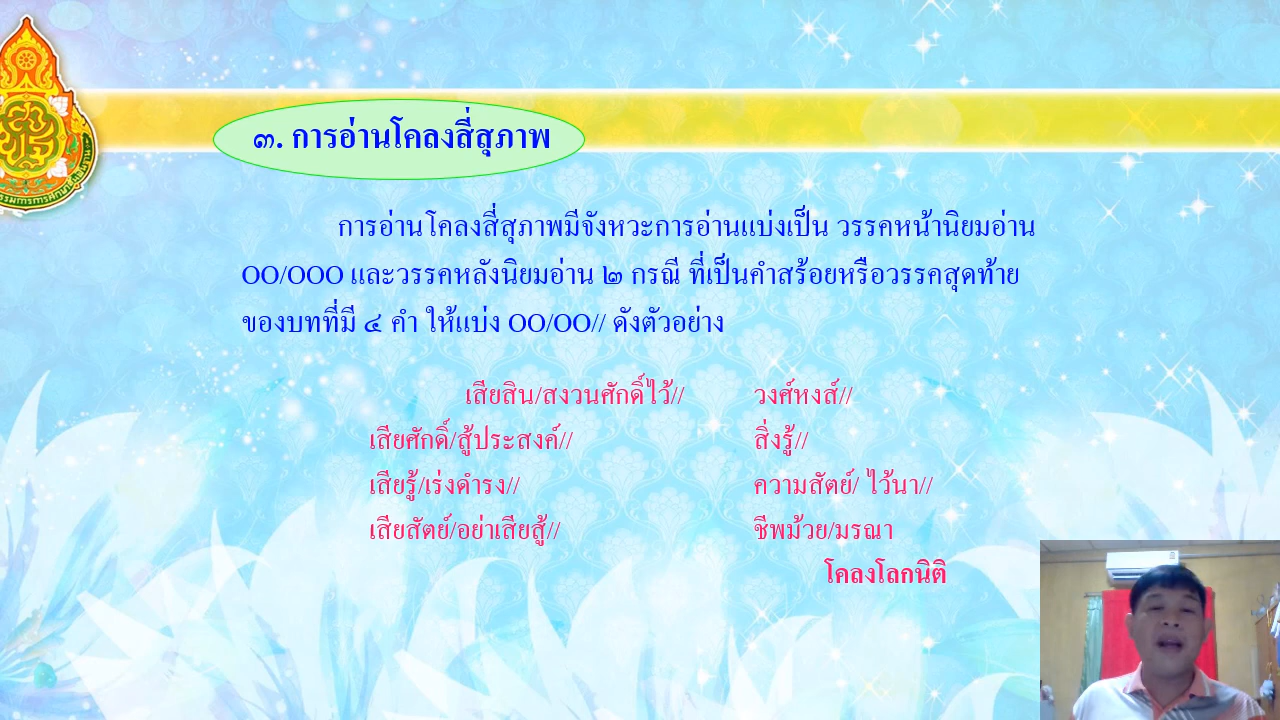 ๓. การอ่านโคลงสี่สุภาพ
การอ่านโคลงสี่สุภาพมีจังหวะการอ่านแบ่งเป็น วรรคหน้านิยมอ่าน
OO/OOO และวรรคหลังนิยมอ่าน ๒ กรณี ที่เป็นคำสร้อยหรือวรรคสุดท้าย
ของบทที่มี ๔ คำ ให้แบ่ง OO/OO// ดังตัวอย่าง
เสียสิน/สงวนศักดิ์ไว้// วงศ์หงส์//
เสียศักดิ์/สู้ประสงค์// สิ่งรู้//
เสียรู้/เร่งดำรง// ความสัตย์/ ไว้นา//
เสียสัตย์/อย่าเสียสู้// ชีพม้วย/มรณา
โคลงโลกนิติ